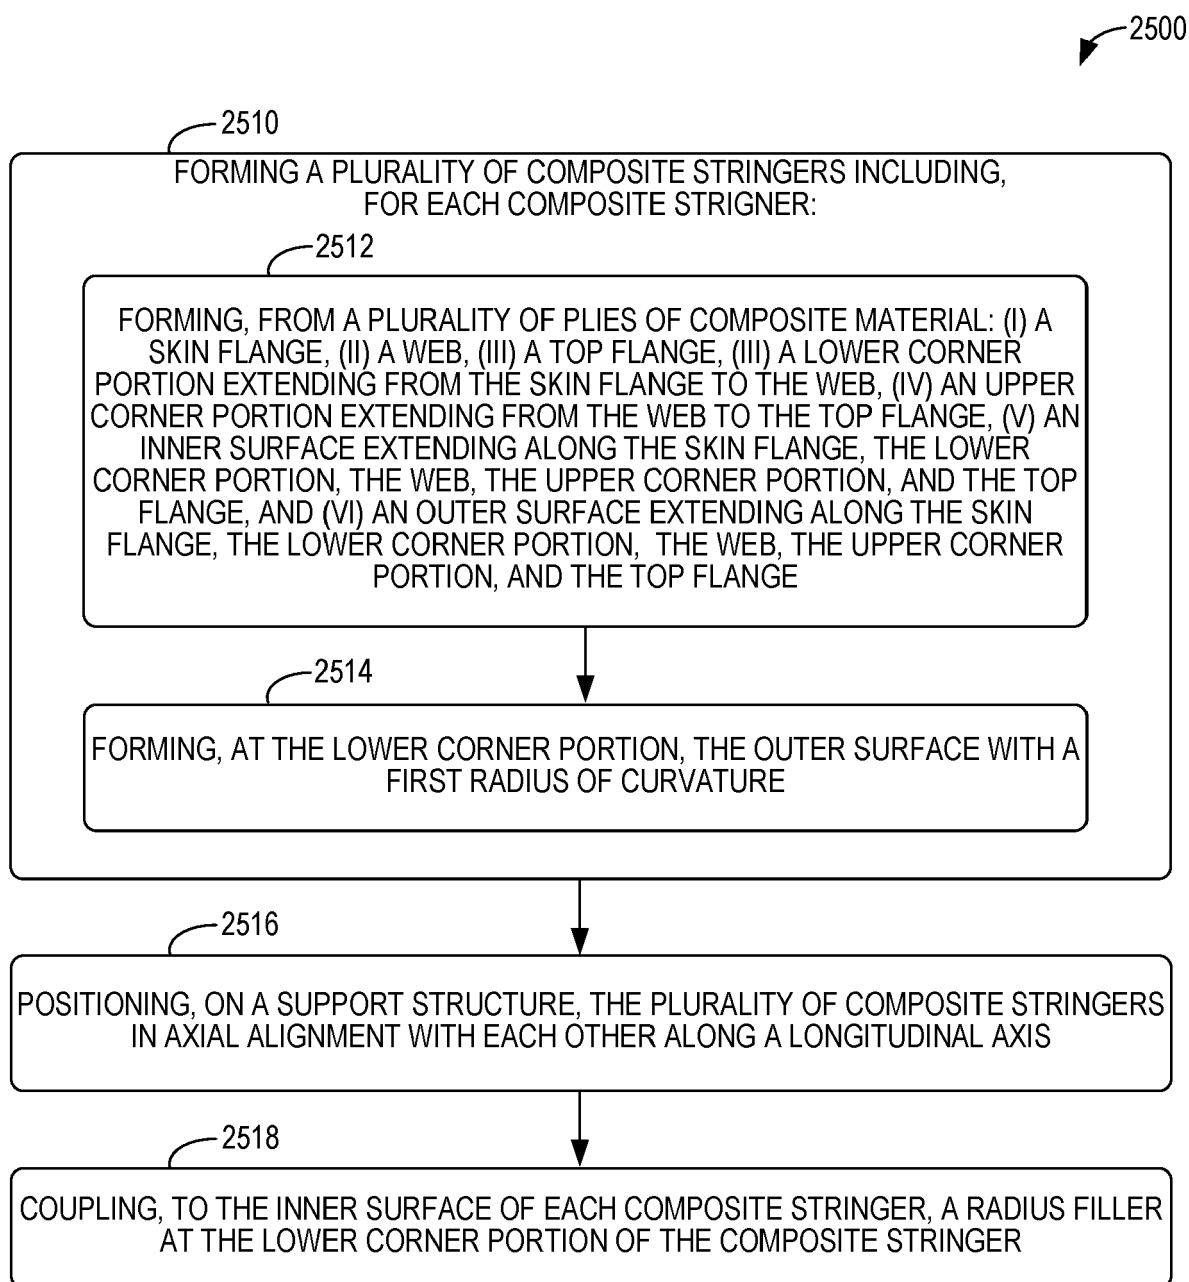 2500
2510
FORMING A PLURALITY OF COMPOSITE STRINGERS INCLUDING,
FOR EACH COMPOSITE STRIGNER:
2512
FORMING, FROM A PLURALITY OF PLIES OF COMPOSITE MATERIAL: (I) A
SKIN FLANGE, (II) A WEB, (III) A TOP FLANGE, (III) A LOWER CORNER
PORTION EXTENDING FROM THE SKIN FLANGE TO THE WEB, (IV) AN UPPER
CORNER PORTION EXTENDING FROM THE WEB TO THE TOP FLANGE, (V) AN
INNER SURFACE EXTENDING ALONG THE SKIN FLANGE, THE LOWER
CORNER PORTION, THE WEB, THE UPPER CORNER PORTION, AND THE TOP
FLANGE, AND (VI) AN OUTER SURFACE EXTENDING ALONG THE SKIN
FLANGE, THE LOWER CORNER PORTION, THE WEB, THE UPPER CORNER
PORTION, AND THE TOP FLANGE
2514
FORMING, AT THE LOWER CORNER PORTION, THE OUTER SURFACE WITH A
FIRST RADIUS OF CURVATURE
2516
POSITIONING, ON A SUPPORT STRUCTURE, THE PLURALITY OF COMPOSITE STRINGERS
IN AXIAL ALIGNMENT WITH EACH OTHER ALONG A LONGITUDINAL AXIS
2518
COUPLING, TO THE INNER SURFACE OF EACH COMPOSITE STRINGER, A RADIUS FILLER
AT THE LOWER CORNER PORTION OF THE COMPOSITE STRINGER